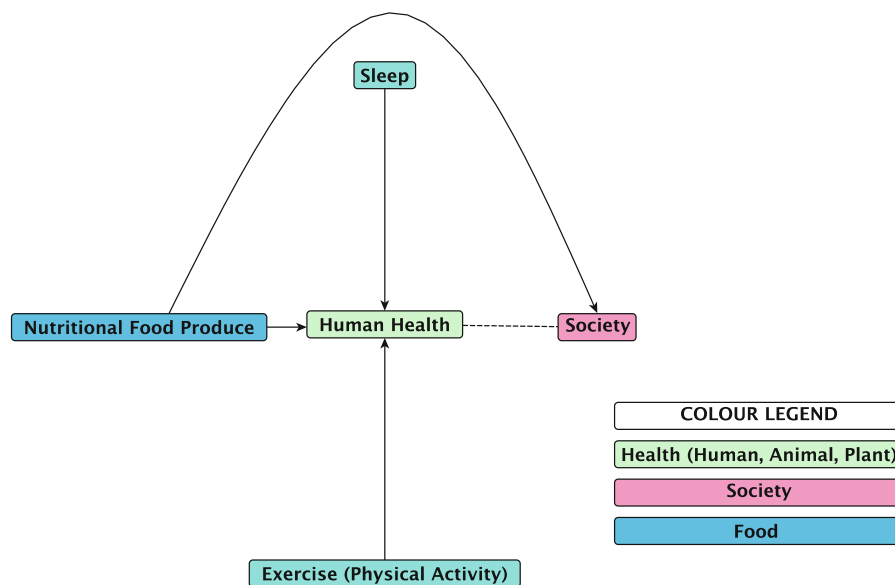 Sleep
Nutritional Food Produce
Human Health
Society
COLOUR LEGEND
Health (Human, Animal, Plant)
Society
Food
Exercise (Physical Activity)